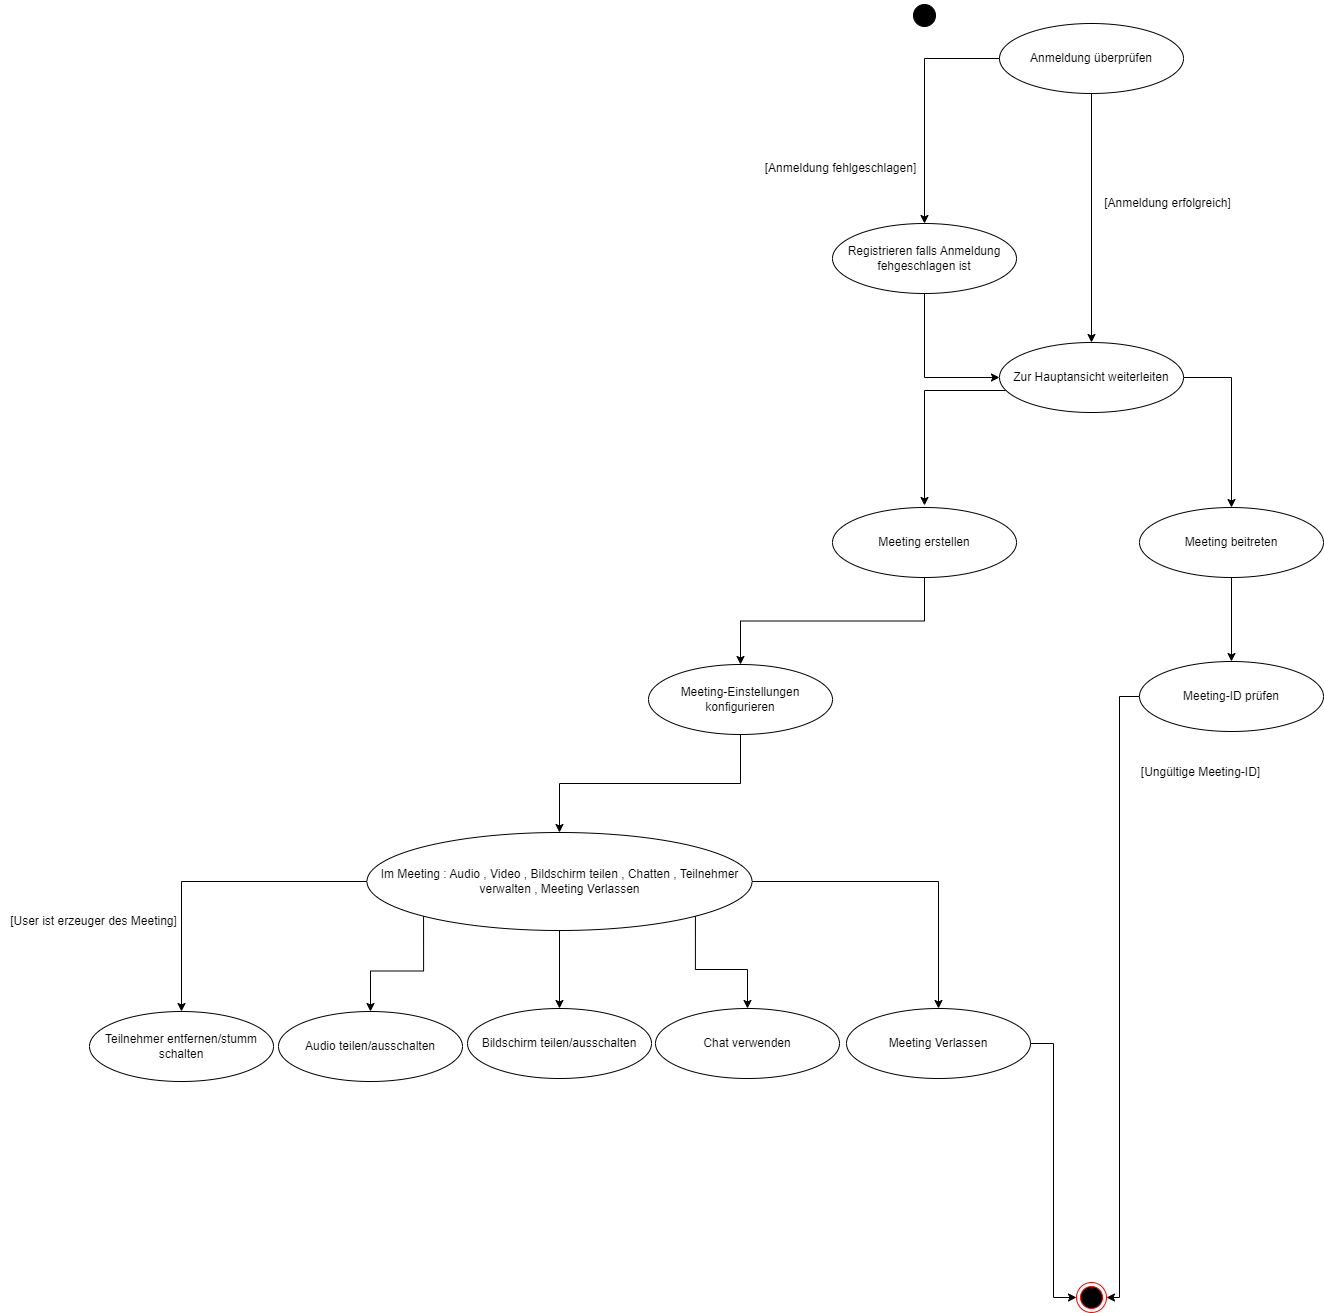 Anmeldung überprüfen
[Anmeldung fehlgeschlagen]
[Anmeldung erfolgreich]
Registrieren falls Anmeldung
fehgeschlagen ist
Zur Hauptansicht weiterleiten
Meeting erstellen
Meeting beitreten
Meeting-Einstellungen
konfigurieren
Meeting-ID prüfen
[Ungültige Meeting-ID]
Im Meeting : Audio , Video , Bildschirm teilen , Chatten , Teilnehmer
verwalten , Meeting Verlassen
[User ist erzeuger des Meeting]
Teilnehmer entfernen/stumm
schalten
Audio teilen/ausschalten
Bildschirm teilen/ausschalten
Chat verwenden
Meeting Verlassen